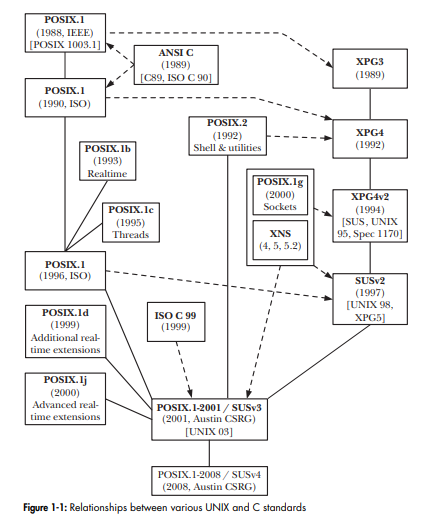 POSIX.1
(1988, IEEE)
[POSIX 1003.1]
ANSI C
(1989)
[C89, ISO C 90]
XPG3
(1989)
POSIX.1
(1990, ISO)
POSIX.2
(1992)
Shell & utilities
XPG4
(1992)
POSIX.1b
(1993)
Realtime
POSIX.1c
(1995)
Threads
POSIX.1g
(2000)
Sockets
XNS
(4, 5, 5.2)
XPG4v2
(1994)
[SUS, UNIX
95, Spec 1170]
POSIX.1
(1996, ISO)
SUSv2
(1997)
[UNIX 98,
XPG5]
POSIX.1d
(1999)
Additional real-
time extensions
ISO C 99
(1999)
POSIX.1j
(2000)
Advanced real-
time extensions
POSIX.1-2001 / SUSv3
(2001, Austin CSRG)
[UNIX 03]
POSIX.1-2008 / SUSv4
(2008, Austin CSRG)
Figure 1-1: Relationships between various UNIX and C standards